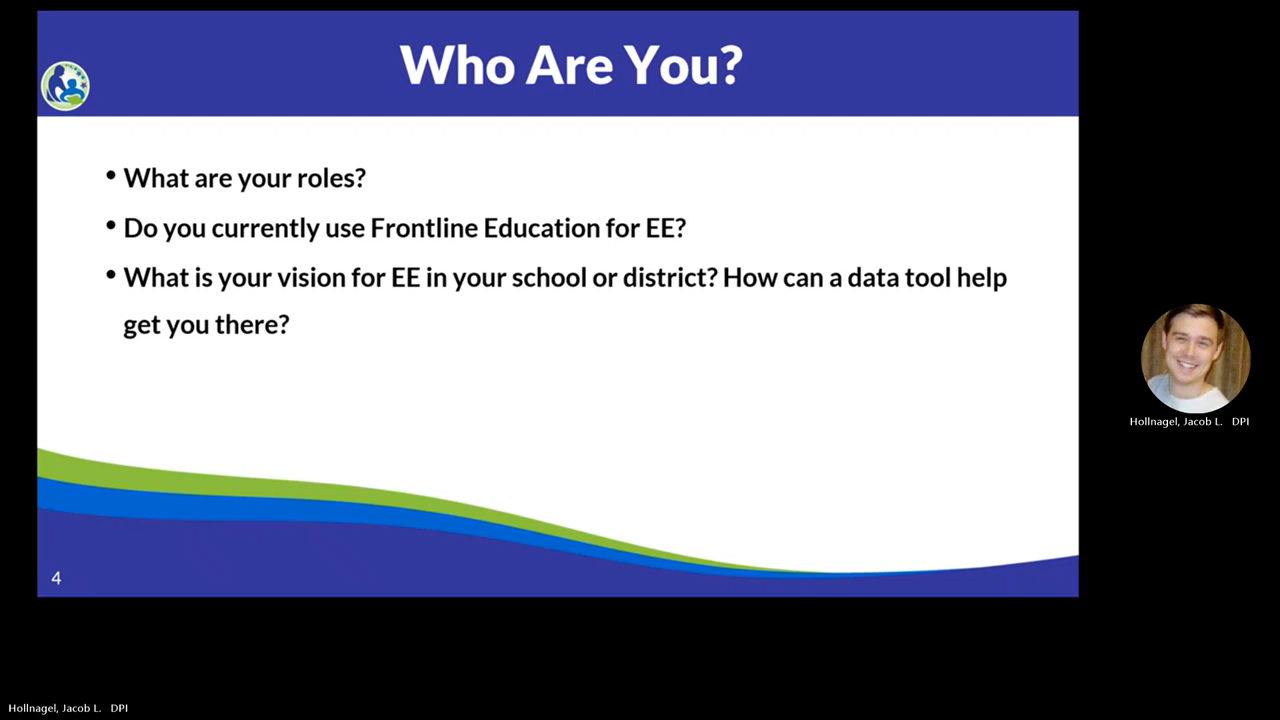 Who Are You?
• What are your roles?
• Do you currently use Frontline Education for EE?
• What is your vision for EE in your school or district? How can a data tool help
get you there?
4
Hollnagel, Jacob L. DPI
Hollnagel, Jacob L. DPI